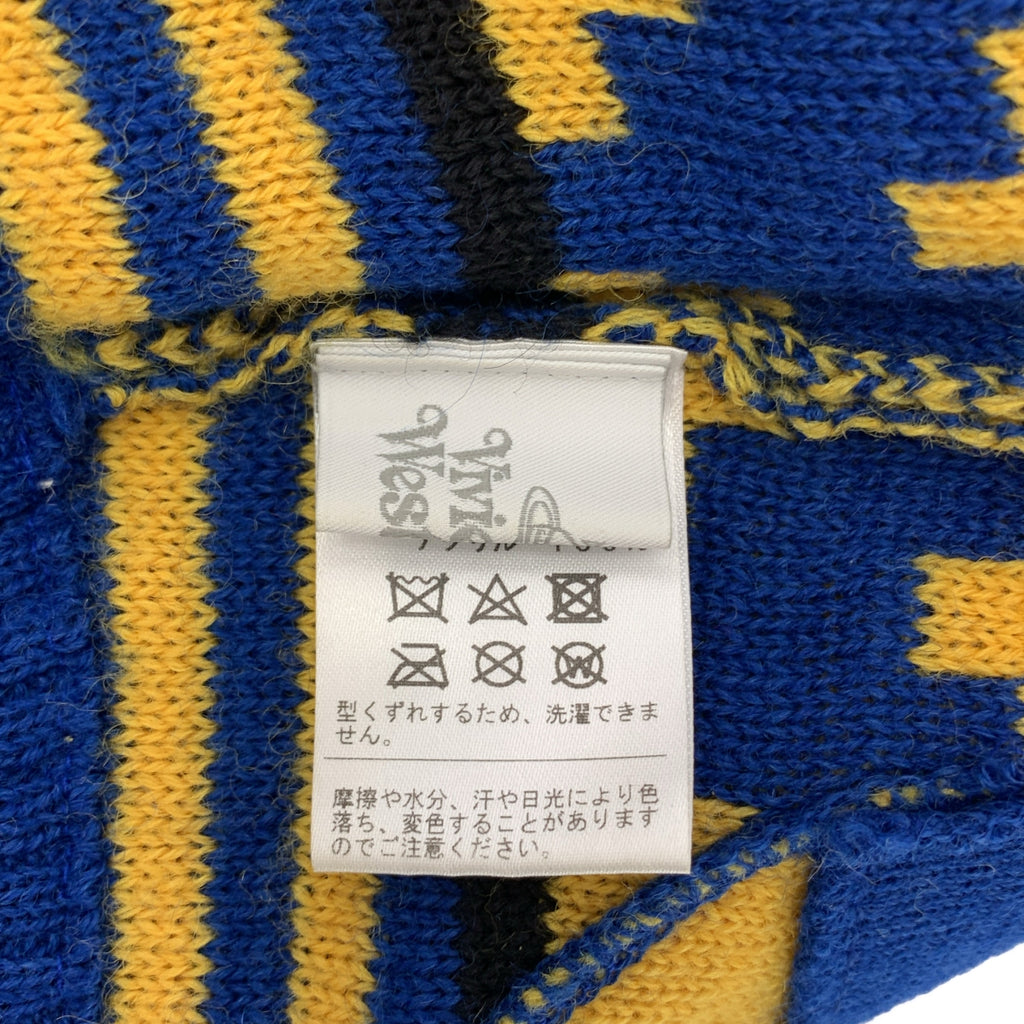 Vivie
West
型くずれするため、洗濯できま
せん。
摩擦や水分、汗や日光により色
落ち、変色することがあります
のでご注意ください。